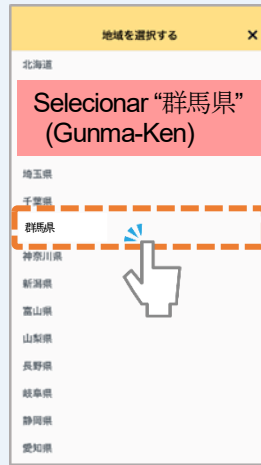 地域を選択する ×
北海道
Selecionar “群馬県”
(Gunma-Ken)
埼玉県
千葉県
群馬県
神奈川県
新潟県
富山県
山梨県
長野県
岐阜県
静岡県
愛知県